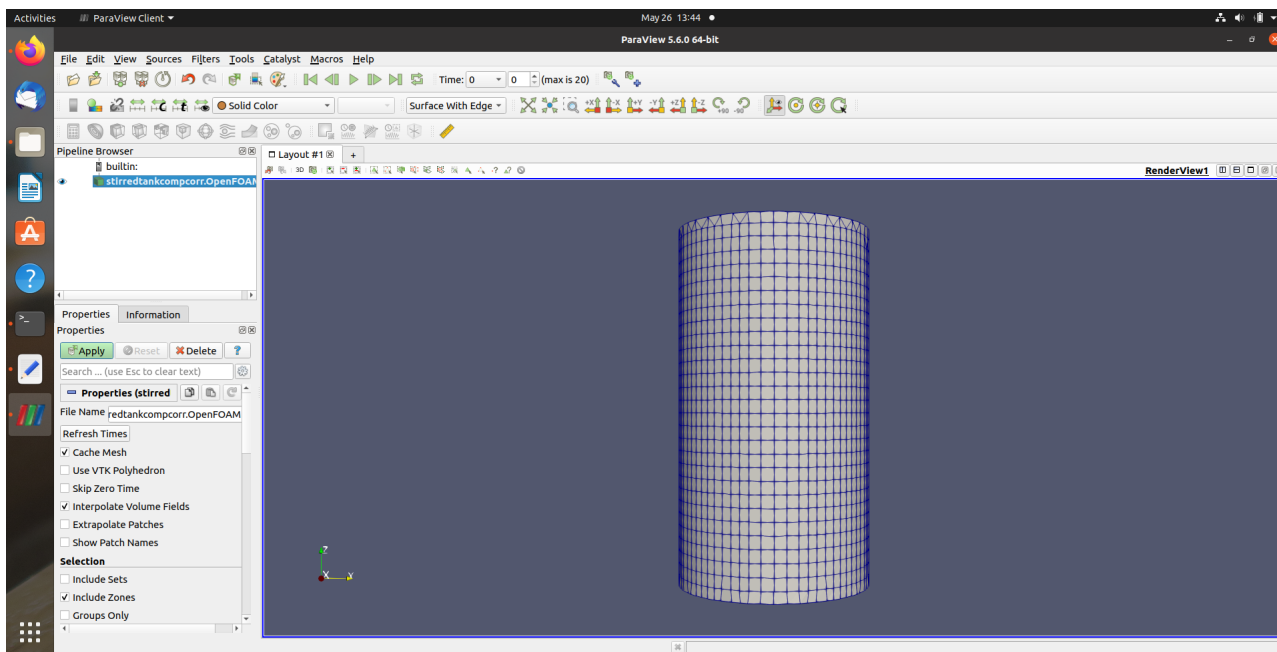 Activities ParaView Client May 26 13:44
ParaView 5.6.0 64-bit
File Edit View Sources Filters Tools Catalyst Macros Help
Time: 0 0 (max is 20)
Solid Color Surface With Edge
Pipeline Browser Layout #1 +
builtin: 3D RenderView1
stirredtankcompcorr.OpenFOAM
Properties Information
Properties
Apply Reset Delete ?
Search ... (use Esc to clear text)
Properties (stirred
File Name redtankcompcorr.OpenFOAM
Refresh Times
Cache Mesh
Use VTK Polyhedron
Skip Zero Time
Interpolate Volume Fields
Extrapolate Patches
Show Patch Names
Selection
Include Sets
Include Zones
Groups Only
Z
X Y